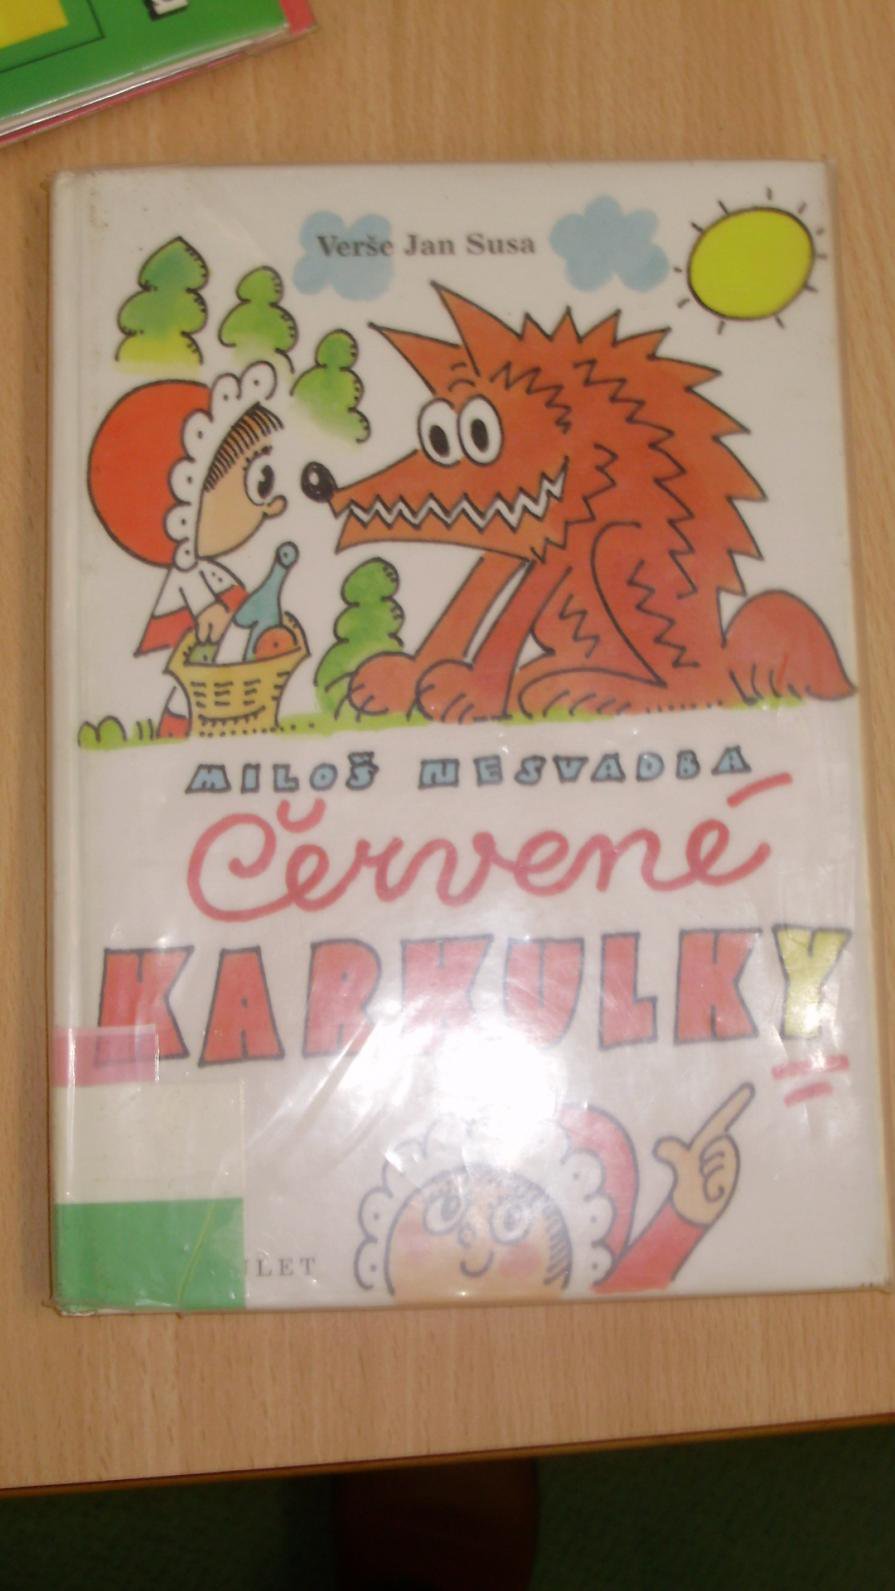 Verše Jan Susa
MILOŠ NESVADBA
Červené
KARKULKY